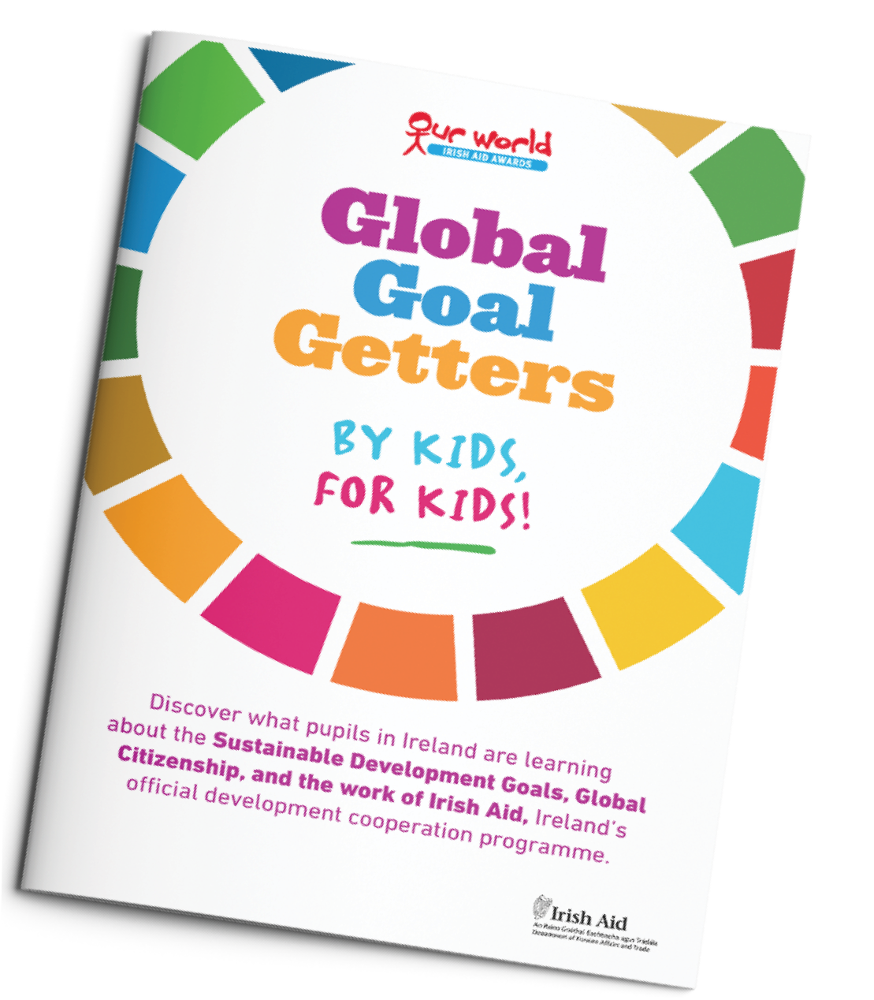 Our world
IRISH AID AWARDS
Global
Goal
Getters
BY KIDS,
FOR KIDS!
Discover what pupils in Ireland are learning
about the Sustainable Development Goals, Global
Citizenship, and the work of Irish Aid, Ireland's
official development cooperation programme.
Irish Aid
An Roinn Gnóthaí Eachtracha agus Trádála
Department of Foreign Affairs and Trade